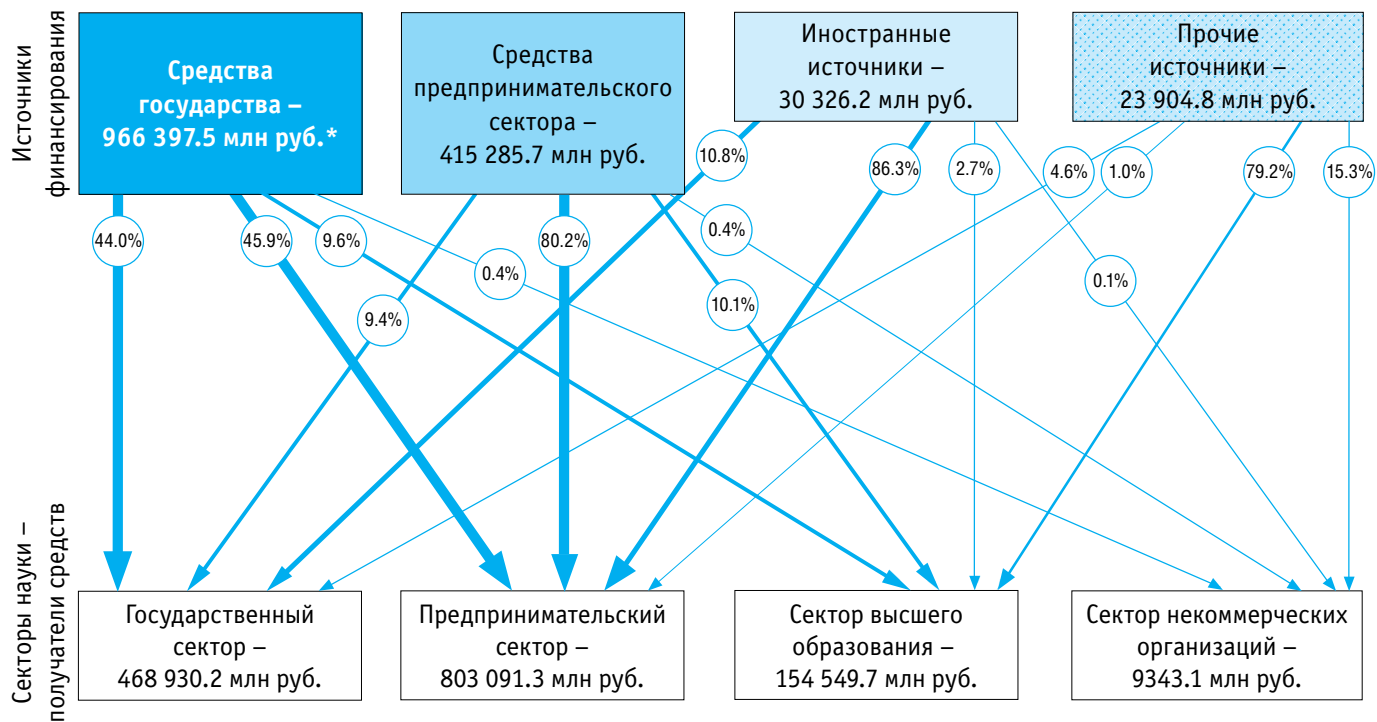 Источники
финансирования
Средства
государства –
966 397.5 млн руб.*
Средства
предпринимательского
сектора –
415 285.7 млн руб.
Иностранные
источники –
30 326.2 млн руб.
Прочие
источники –
23 904.8 млн руб.
10.8%
86.3%
2.7%
4.6%
1.0%
79.2%
15.3%
44.0%
45.9%
9.6%
80.2%
0.4%
0.4%
0.1%
9.4%
10.1%
Секторы науки –
получатели средств
Государственный
сектор –
468 930.2 млн руб.
Предпринимательский
сектор –
803 091.3 млн руб.
Сектор высшего
образования –
154 549.7 млн руб.
Сектор некоммерческих
организаций –
9343.1 млн руб.